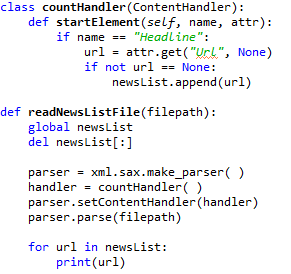 class countHandler(ContentHandler):
    def startElement(self, name, attr):
        if name == "Headline":
            url = attr.get("Url", None)
            if not url == None:
                newsList.append(url)

def readNewsListFile(filepath):
    global newsList
    del newsList[:]

    parser = xml.sax.make_parser( )
    handler = countHandler( )
    parser.setContentHandler(handler)
    parser.parse(filepath)

    for url in newsList:
        print(url)